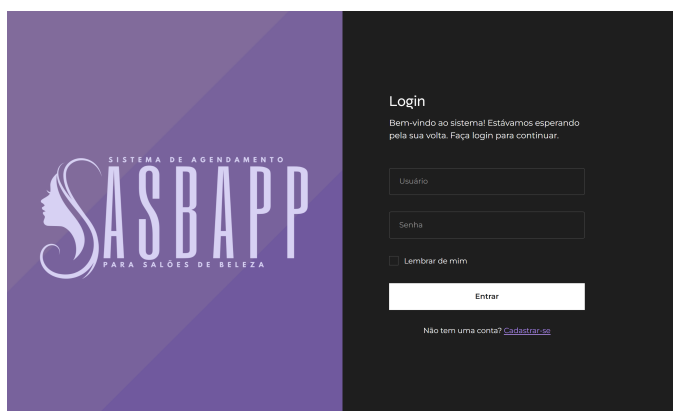 SISTEMA DE AGENDAMENTO
SASBAPP
PARA SALÕES DE BELEZA
Login
Bem-vindo ao sistema! Estávamos esperando
pela sua volta. Faça login para continuar.
Usuário
Senha
Lembrar de mim
Entrar
Não tem uma conta? Cadastrar-se